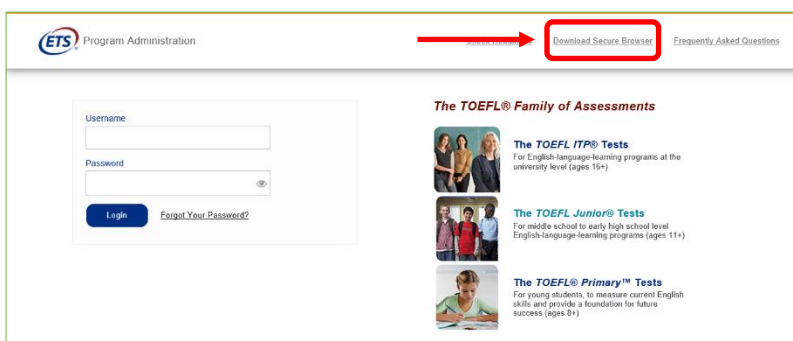 ETS® Program Administration
Download Secure Browser
Frequently Asked Questions
Username
Password
Login
Forgot Your Password?
The TOEFL® Family of Assessments
The TOEFL ITP® Tests
For English-language-learning programs at the
university level (ages 16+)
The TOEFL Junior® Tests
For middle school to early high school level
English-language-learning programs (ages 11+)
The TOEFL® Primary™ Tests
For young students, to measure current English
skills and provide a foundation for future
success (ages 8+)